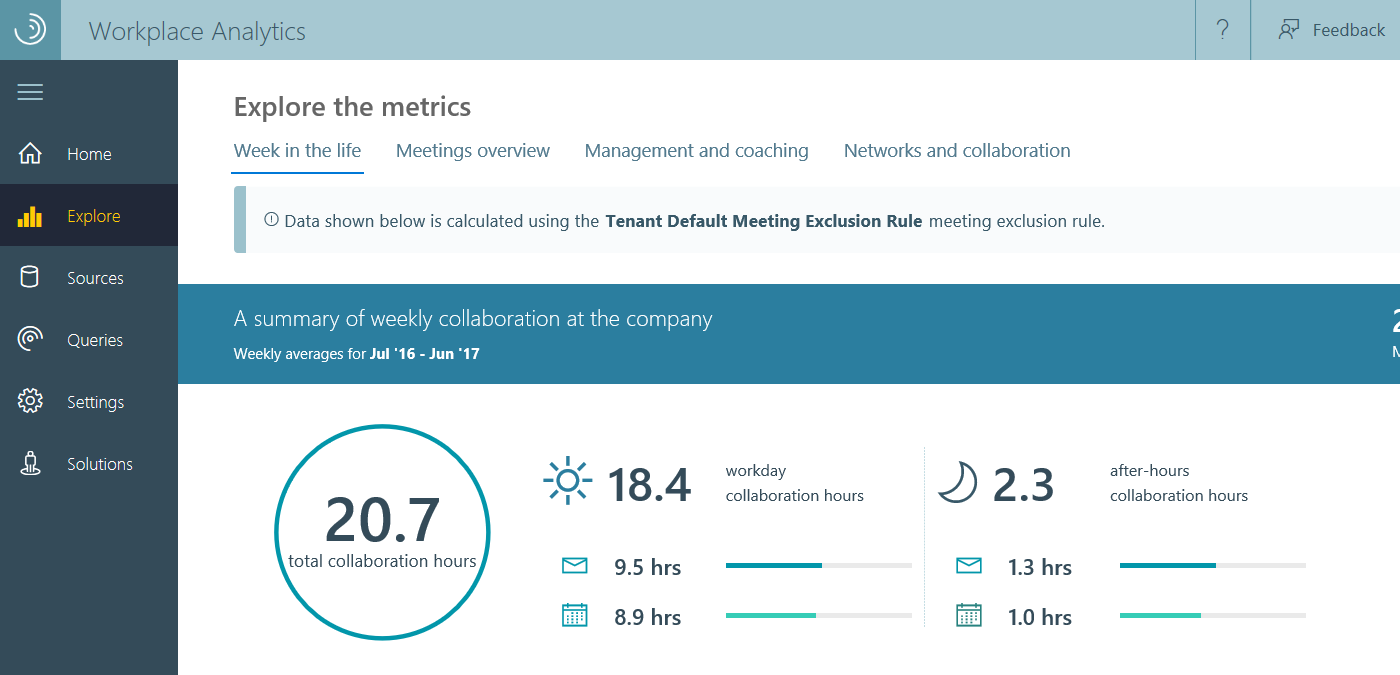 Workplace Analytics
?
Feedback
Home
Explore
Sources
Queries
Settings
Solutions
Explore the metrics
Week in the life
Meetings overview
Management and coaching
Networks and collaboration
Data shown below is calculated using the Tenant Default Meeting Exclusion Rule meeting exclusion rule.
A summary of weekly collaboration at the company
Weekly averages for Jul '16 - Jun '17
20.7
total collaboration hours
18.4
workday
collaboration hours
9.5 hrs
8.9 hrs
2.3
after-hours
collaboration hours
1.3 hrs
1.0 hrs